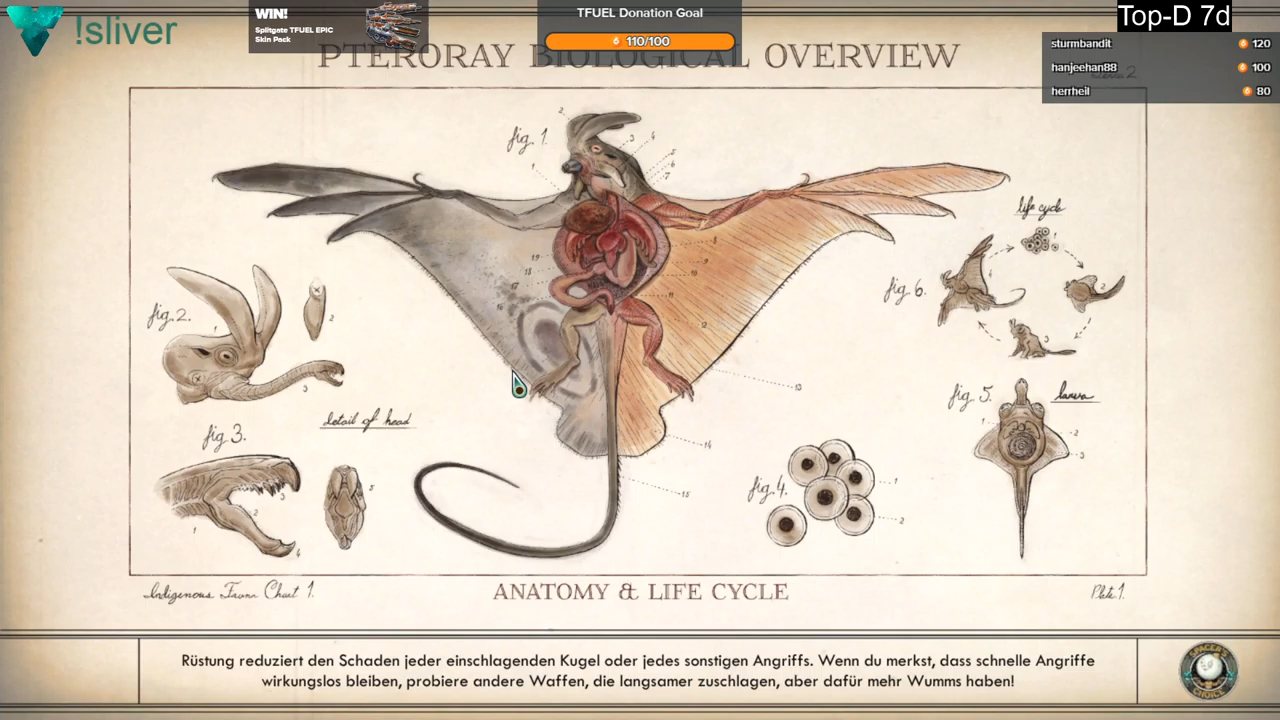 !sliver
WIN!
Splitgate TFUEL EPIC
Skin Pack
TFUEL Donation Goal
110/100
Top-D 7d
sturmbandit 120
hanjeehan88 100
herrheil 80
PTERORAY BIOLOGICAL OVERVIEW
fig. 1.
life cycle
fig. 6.
fig. 2.
detail of head
fig. 5.
larva
fig 3.
fig. 4.
Indigenous Fauna Chart 1.
ANATOMY & LIFE CYCLE
Plate 1.
Rüstung reduziert den Schaden jeder einschlagenden Kugel oder jedes sonstigen Angriffs. Wenn du merkst, dass schnelle Angriffe
wirkungslos bleiben, probiere andere Waffen, die langsamer zuschlagen, aber dafür mehr Wumms haben!
SPACER'S
CHOICE